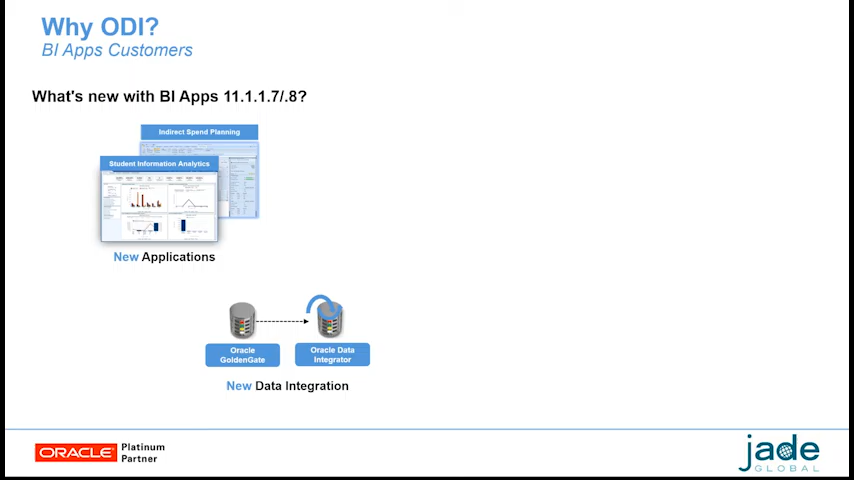 Why ODI?
BI Apps Customers
What's new with BI Apps 11.1.1.7/.8?
Indirect Spend Planning
Student Information Analytics
New Applications
Oracle
GoldenGate
Oracle Data
Integrator
New Data Integration
ORACLE
Platinum
Partner
jade
GLOBAL